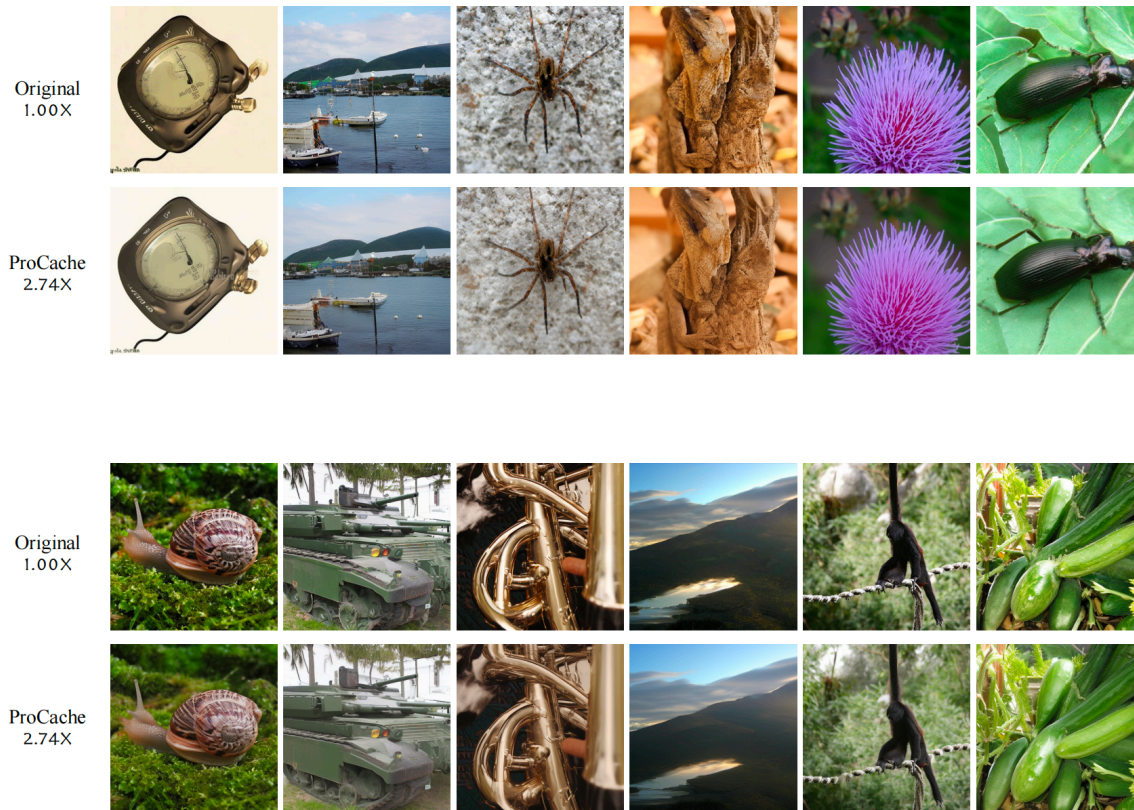 Original
1.00X
ProCache
2.74X
Original
1.00X
ProCache
2.74X